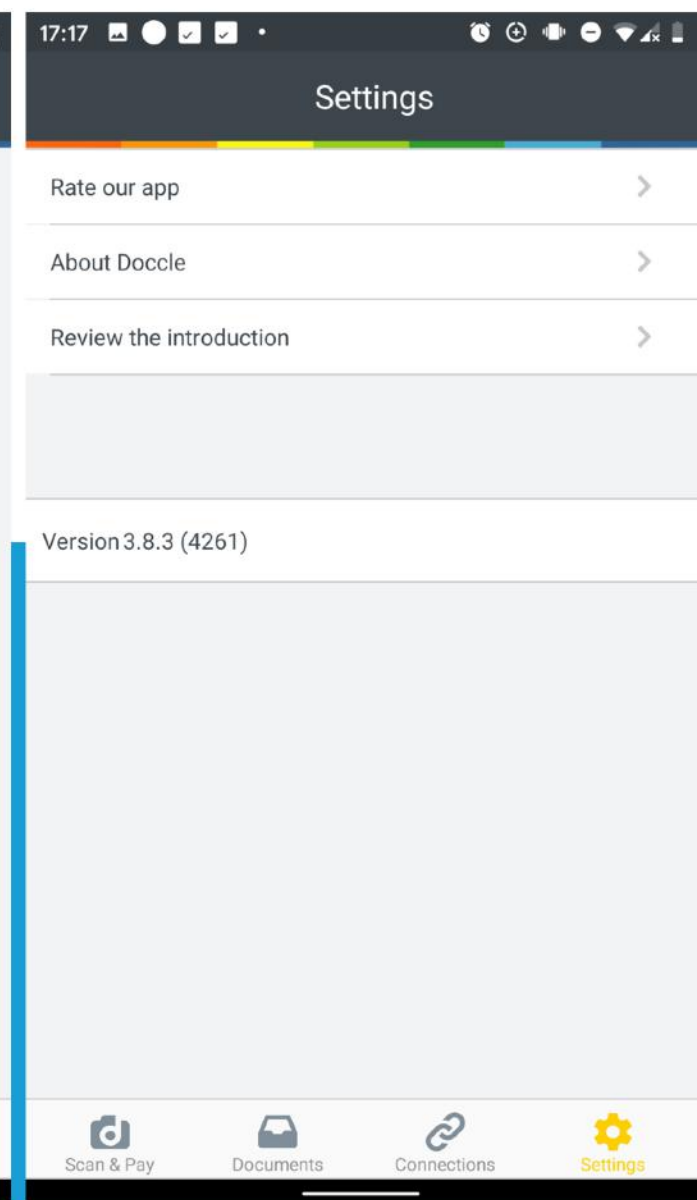 17:17
Settings
Rate our app
About Doccle
Review the introduction
Version 3.8.3 (4261)
Scan & Pay
Documents
Connections
Settings